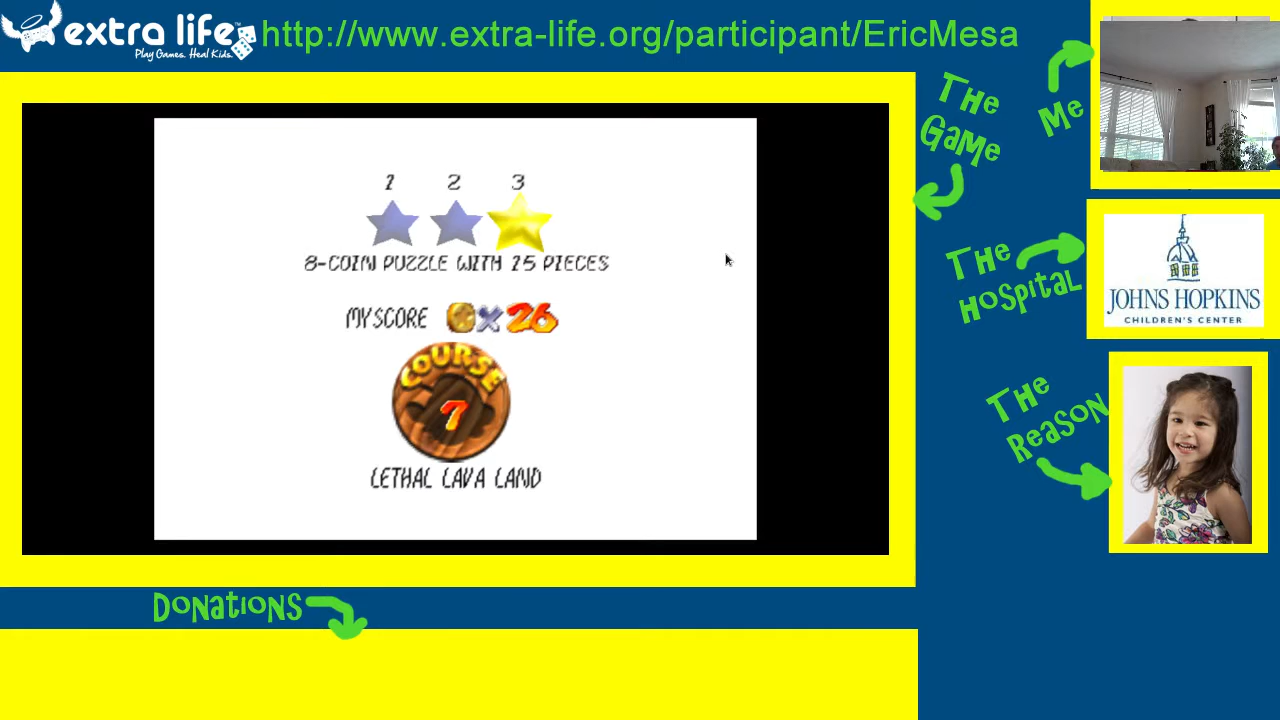 extra life
Play Games. Heal Kids.
http://www.extra-life.org/participant/EricMesa
The
Game
Me
1 2 3
8-COIN PUZZLE WITH 15 PIECES
MY SCORE × 26
COURSE
7
LETHAL LAVA LAND
The
Hospital
JOHNS HOPKINS
CHILDREN'S CENTER
The
Reason
Donations